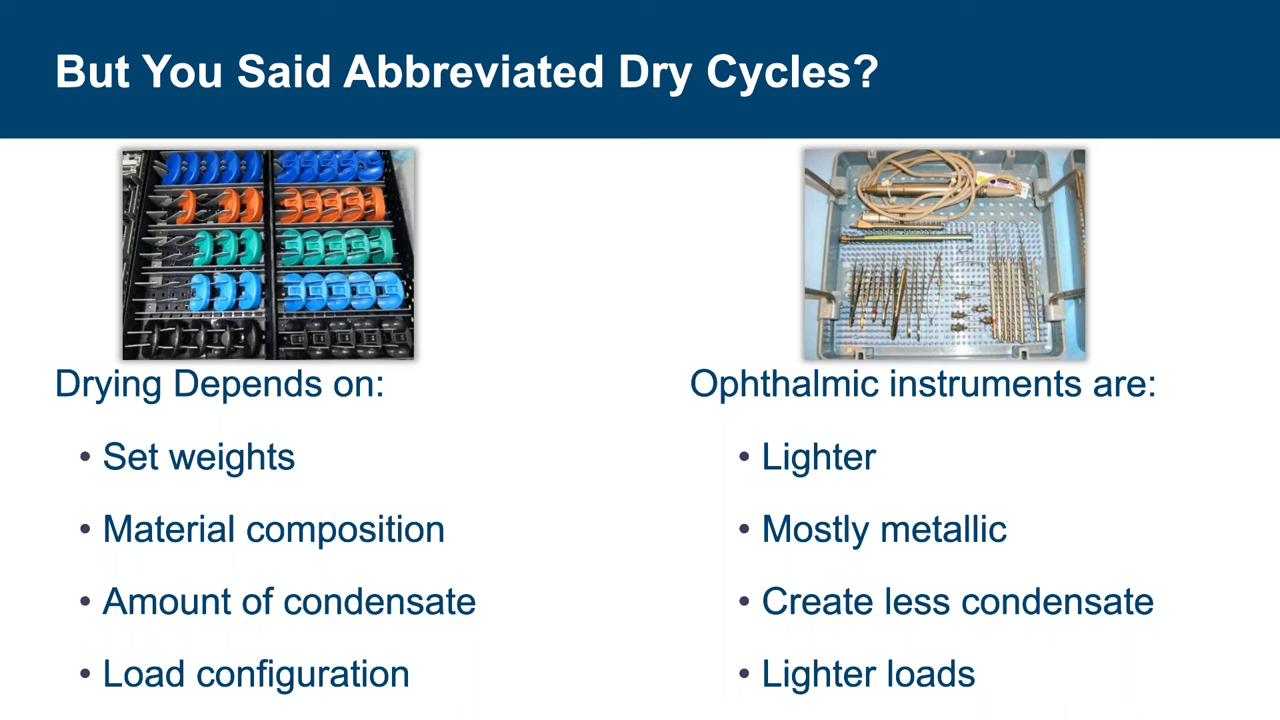 But You Said Abbreviated Dry Cycles?
Drying Depends on:
• Set weights
• Material composition
• Amount of condensate
• Load configuration
Ophthalmic instruments are:
• Lighter
• Mostly metallic
• Create less condensate
• Lighter loads